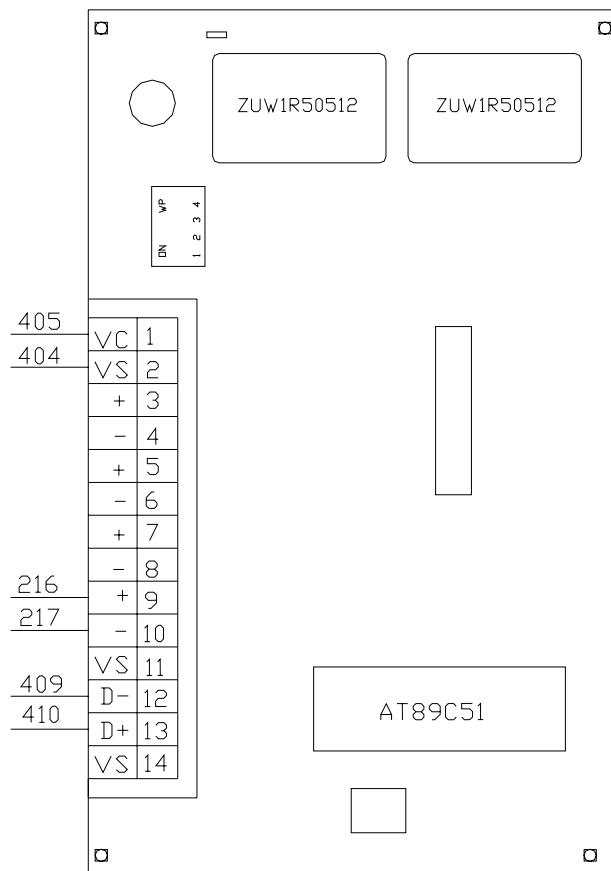 ZUW1R50512 ZUW1R50512
ON WP
1 2 3 4
405 VC 1
404 VS 2
+ 3
- 4
+ 5
- 6
+ 7
- 8
216 + 9
217 - 10
VS 11
409 D- 12
410 D+ 13
VS 14
AT89C51